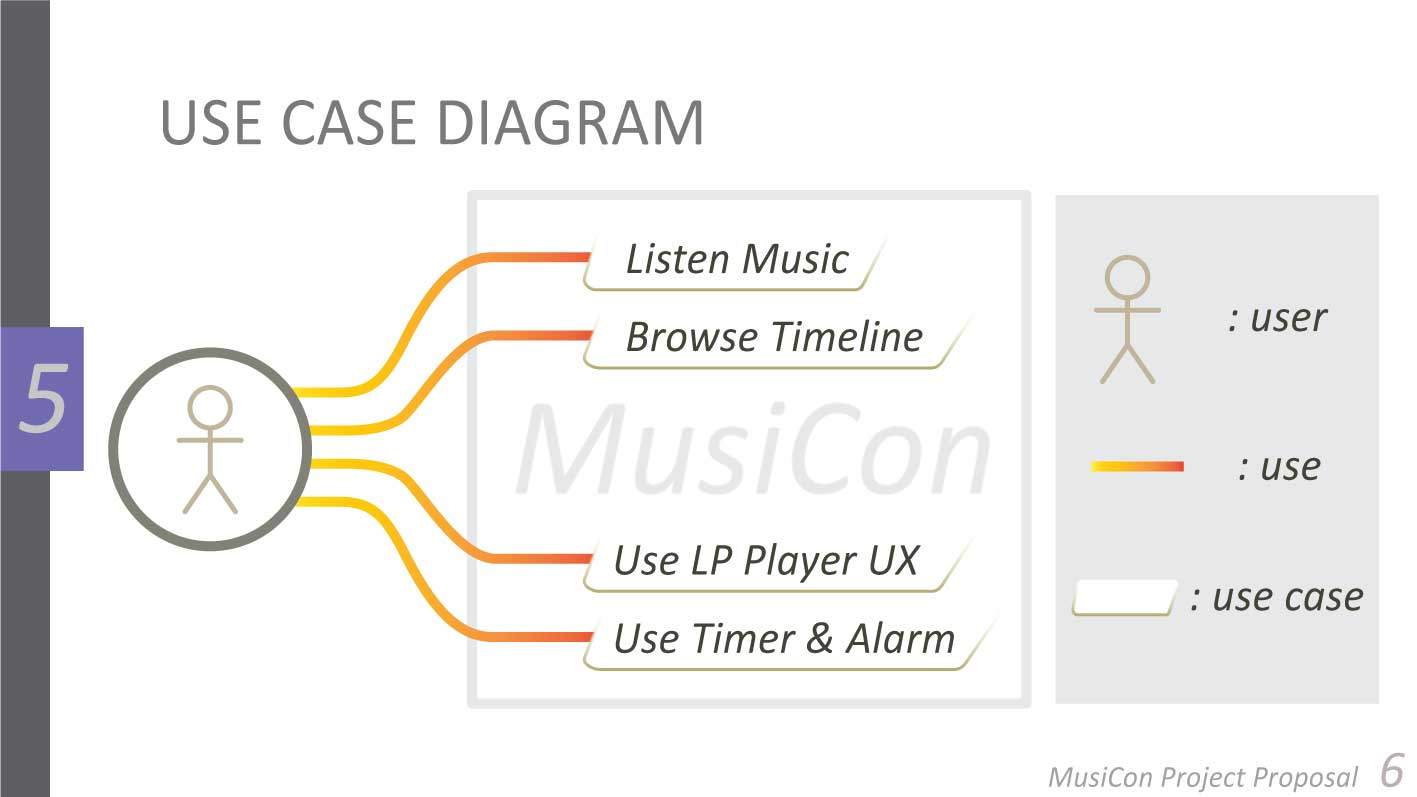 USE CASE DIAGRAM
5
Listen Music
Browse Timeline
MusiCon
Use LP Player UX
Use Timer & Alarm
: user
: use
: use case
MusiCon Project Proposal 6